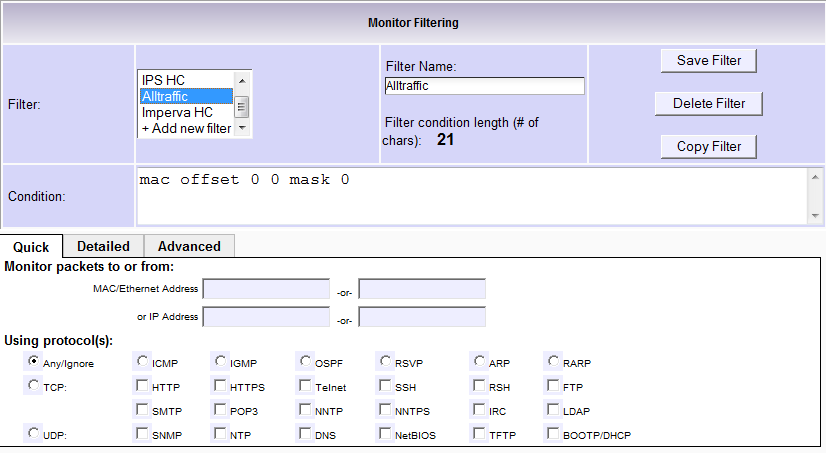 Monitor Filtering
Filter:
IPS HC
Alltraffic
Imperva HC
+ Add new filter
Filter Name:
Alltraffic
Filter condition length (# of
chars): 21
Save Filter
Delete Filter
Copy Filter
Condition:
mac offset 0 0 mask 0
Quick Detailed Advanced
Monitor packets to or from:
MAC/Ethernet Address -or-
or IP Address -or-
Using protocol(s):
Any/Ignore ICMP IGMP OSPF RSVP ARP RARP
TCP: HTTP HTTPS Telnet SSH RSH FTP
SMTP POP3 NNTP NNTPS IRC LDAP
UDP: SNMP NTP DNS NetBIOS TFTP BOOTP/DHCP